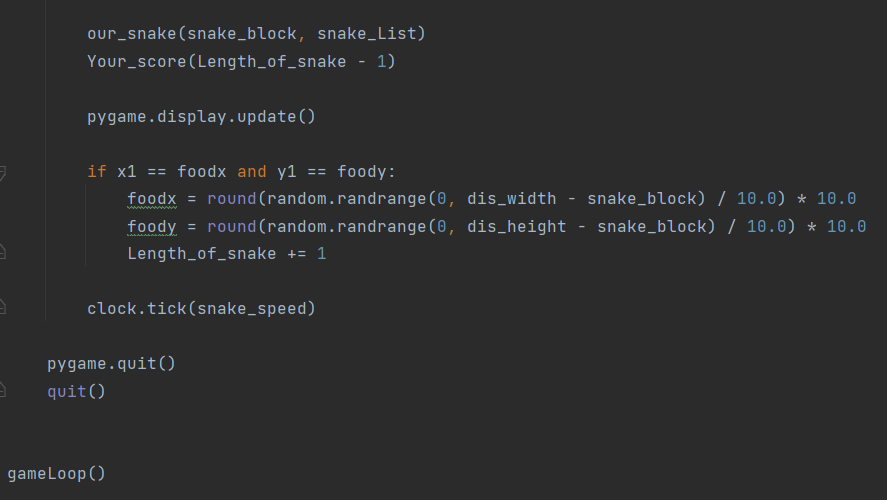 our_snake(snake_block, snake_List)
Your_score(Length_of_snake - 1)
pygame.display.update()
if x1 == foodx and y1 == foody:
foodx = round(random.randrange(0, dis_width - snake_block) / 10.0) * 10.0
foody = round(random.randrange(0, dis_height - snake_block) / 10.0) * 10.0
Length_of_snake += 1
clock.tick(snake_speed)
pygame.quit()
quit()
gameLoop()